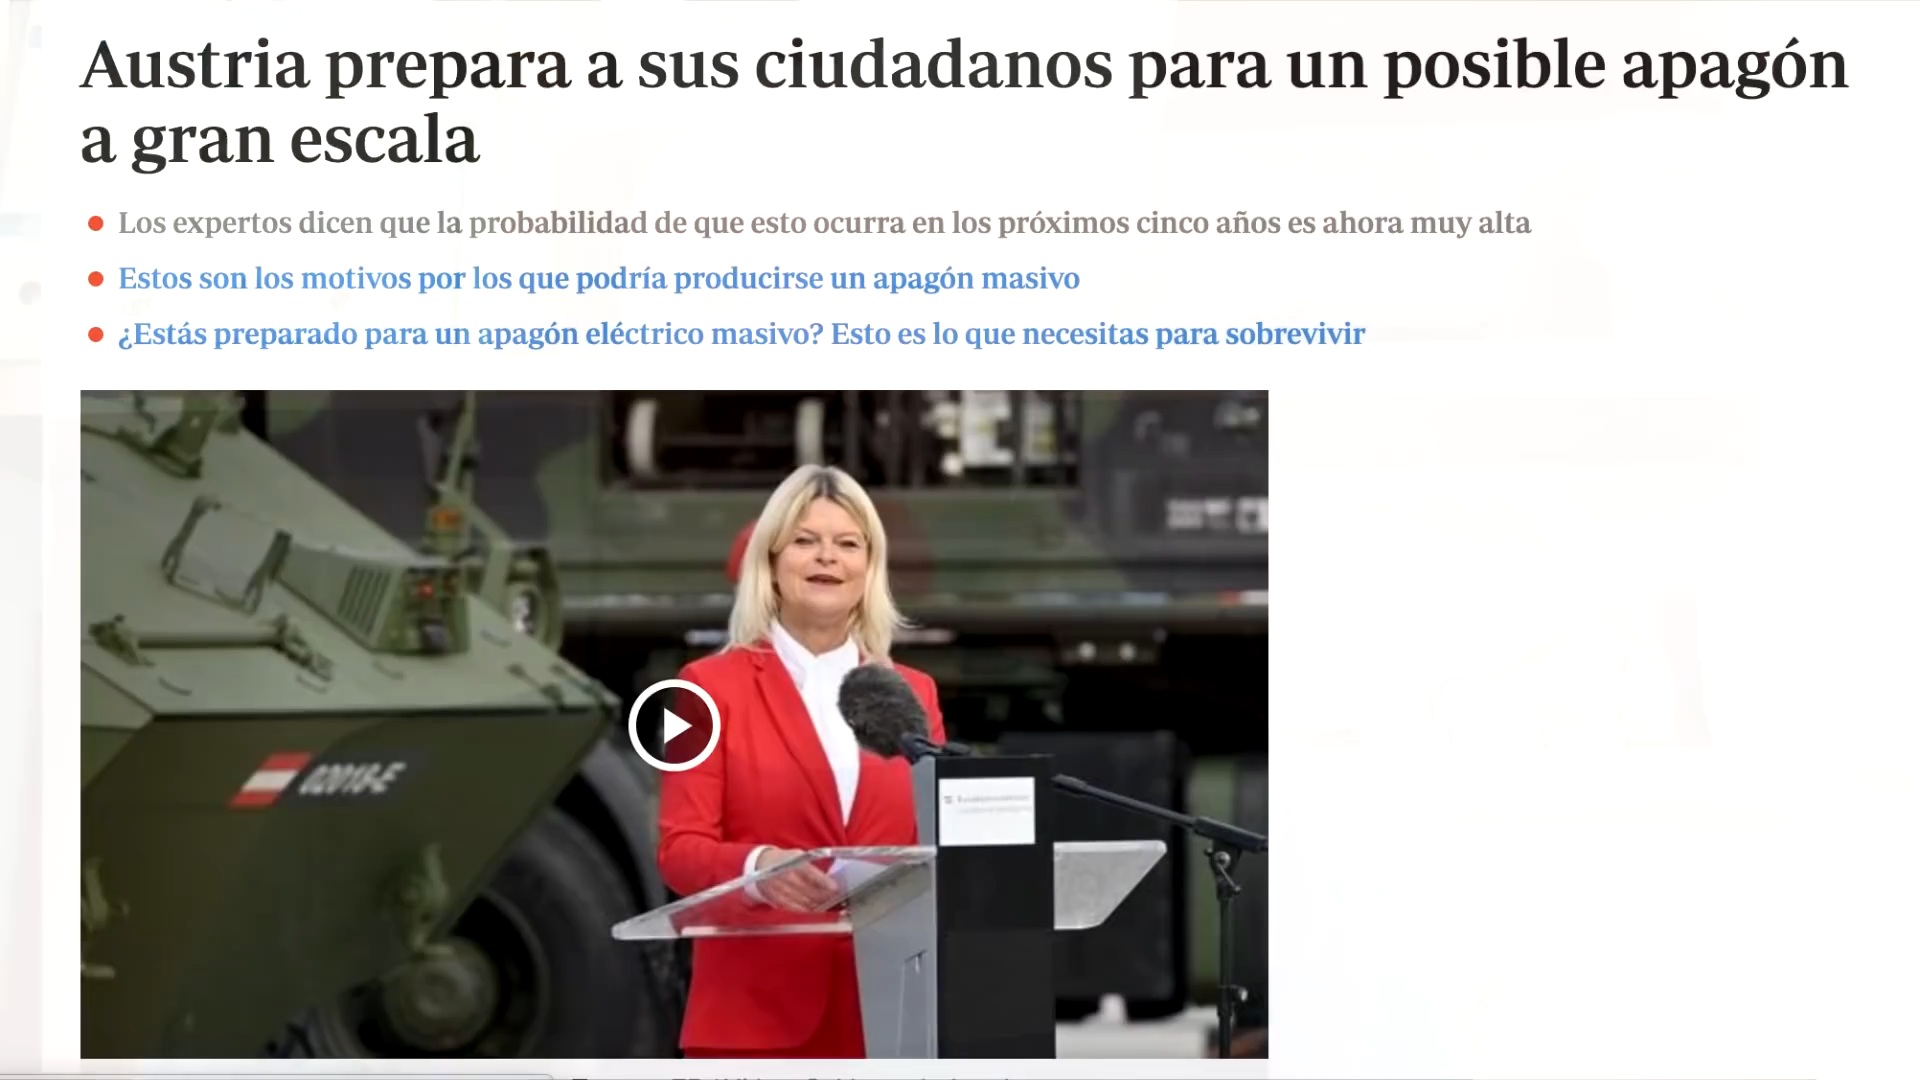 Austria prepara a sus ciudadanos para un posible apagón
a gran escala
Los expertos dicen que la probabilidad de que esto ocurra en los próximos cinco años es ahora muy alta
Estos son los motivos por los que podría producirse un apagón masivo
¿Estás preparado para un apagón eléctrico masivo? Esto es lo que necesitas para sobrevivir